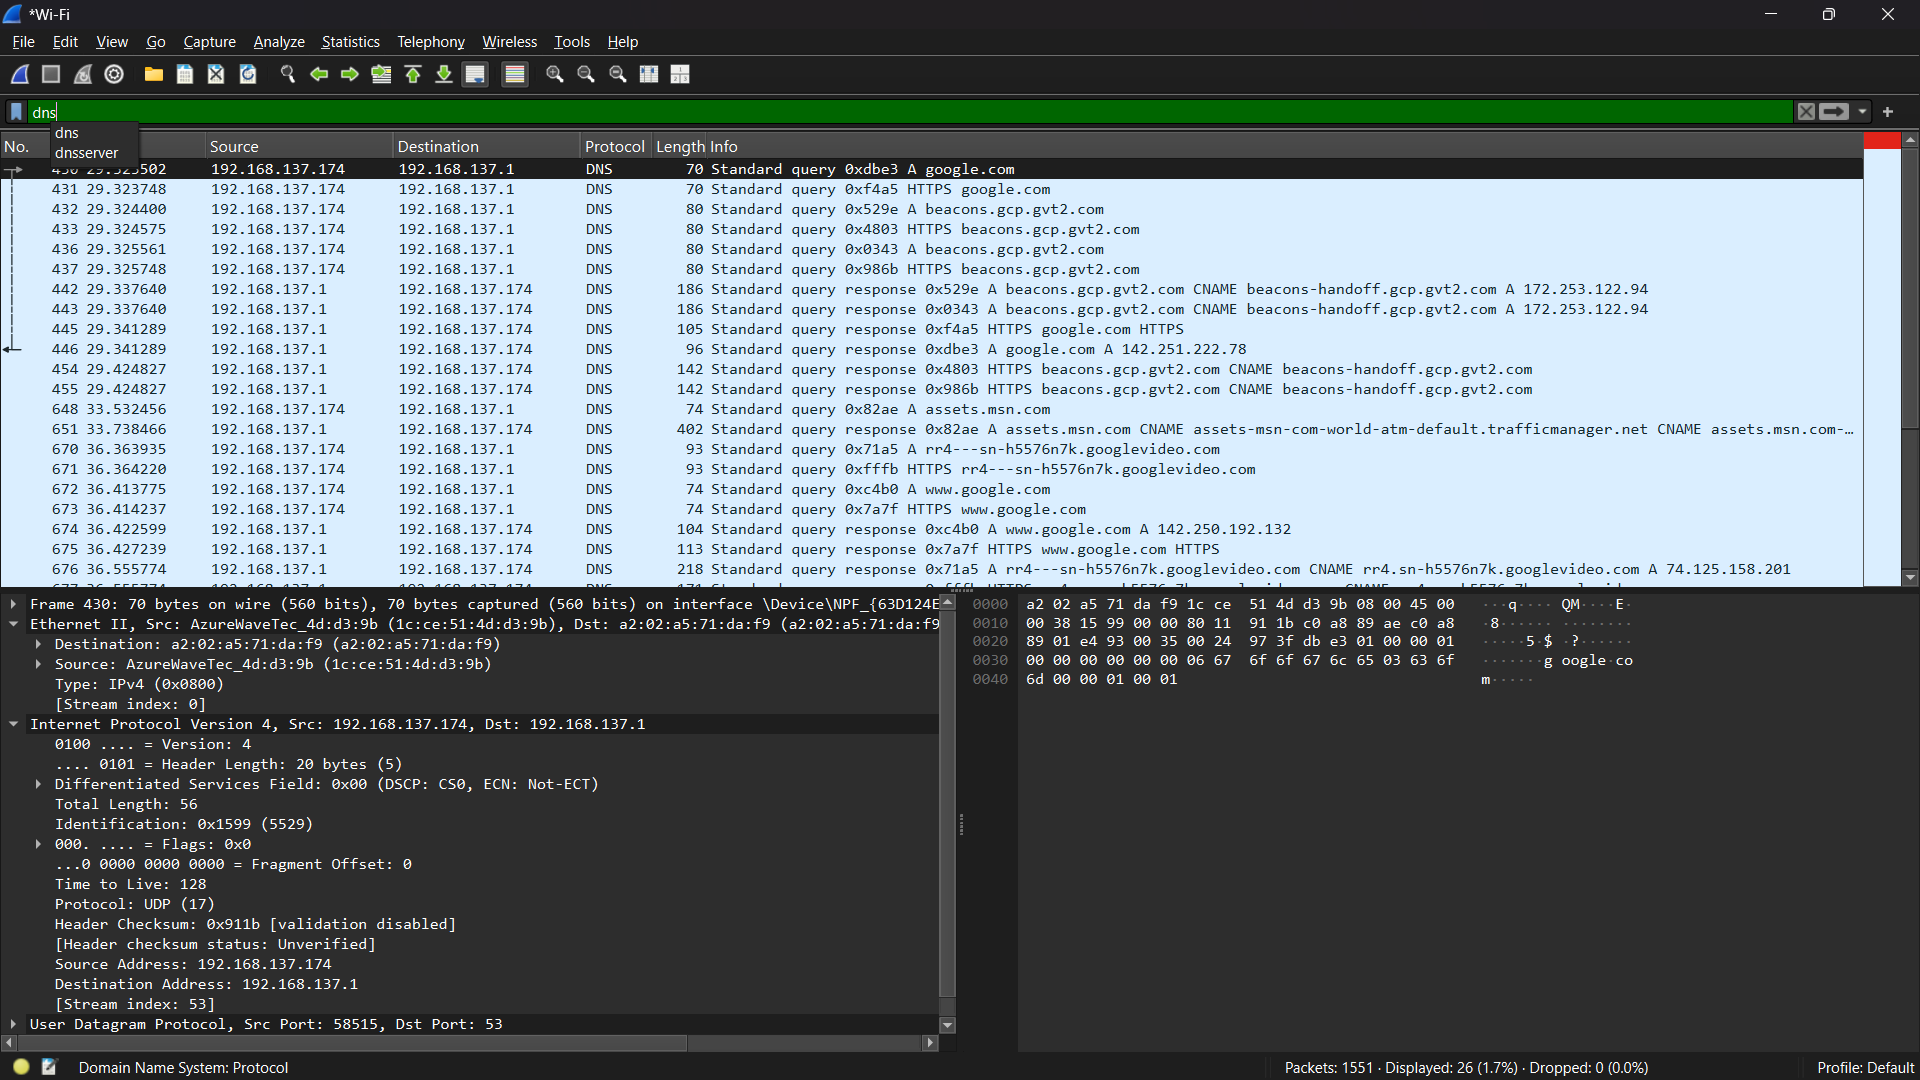 *Wi-Fi
File Edit View Go Capture Analyze Statistics Telephony Wireless Tools Help
dns
dns
dnsserver
No. Source Destination Protocol Length Info
192.168.137.174 192.168.137.1 DNS 70 Standard query 0xdbe3 A google.com
431 29.323748 192.168.137.174 192.168.137.1 DNS 70 Standard query 0xf4a5 HTTPS google.com
432 29.324400 192.168.137.174 192.168.137.1 DNS 80 Standard query 0x529e A beacons.gcp.gvt2.com
433 29.324575 192.168.137.174 192.168.137.1 DNS 80 Standard query 0x4803 HTTPS beacons.gcp.gvt2.com
436 29.325561 192.168.137.174 192.168.137.1 DNS 80 Standard query 0x0343 A beacons.gcp.gvt2.com
437 29.325748 192.168.137.174 192.168.137.1 DNS 80 Standard query 0x986b HTTPS beacons.gcp.gvt2.com
442 29.337640 192.168.137.1 192.168.137.174 DNS 186 Standard query response 0x529e A beacons.gcp.gvt2.com CNAME beacons-handoff.gcp.gvt2.com A 172.253.122.94
443 29.337640 192.168.137.1 192.168.137.174 DNS 186 Standard query response 0x0343 A beacons.gcp.gvt2.com CNAME beacons-handoff.gcp.gvt2.com A 172.253.122.94
445 29.341289 192.168.137.1 192.168.137.174 DNS 105 Standard query response 0xf4a5 HTTPS google.com HTTPS
446 29.341289 192.168.137.1 192.168.137.174 DNS 96 Standard query response 0xdbe3 A google.com A 142.251.222.78
454 29.424827 192.168.137.1 192.168.137.174 DNS 142 Standard query response 0x4803 HTTPS beacons.gcp.gvt2.com CNAME beacons-handoff.gcp.gvt2.com
455 29.424827 192.168.137.1 192.168.137.174 DNS 142 Standard query response 0x986b HTTPS beacons.gcp.gvt2.com CNAME beacons-handoff.gcp.gvt2.com
648 33.532456 192.168.137.174 192.168.137.1 DNS 74 Standard query 0x82ae A assets.msn.com
651 33.738466 192.168.137.1 192.168.137.174 DNS 402 Standard query response 0x82ae A assets.msn.com CNAME assets-msn-com-world-atm-default.trafficmanager.net CNAME assets.msn.com-…
670 36.363935 192.168.137.174 192.168.137.1 DNS 93 Standard query 0x71a5 A rr4---sn-h5576n7k.googlevideo.com
671 36.364220 192.168.137.174 192.168.137.1 DNS 93 Standard query 0xfffb HTTPS rr4---sn-h5576n7k.googlevideo.com
672 36.413775 192.168.137.174 192.168.137.1 DNS 74 Standard query 0xc4b0 A www.google.com
673 36.414237 192.168.137.174 192.168.137.1 DNS 74 Standard query 0x7a7f HTTPS www.google.com
674 36.422599 192.168.137.1 192.168.137.174 DNS 104 Standard query response 0xc4b0 A www.google.com A 142.250.192.132
675 36.427239 192.168.137.1 192.168.137.174 DNS 113 Standard query response 0x7a7f HTTPS www.google.com HTTPS
676 36.555774 192.168.137.1 192.168.137.174 DNS 218 Standard query response 0x71a5 A rr4---sn-h5576n7k.googlevideo.com CNAME rr4.sn-h5576n7k.googlevideo.com A 74.125.158.201
Frame 430: 70 bytes on wire (560 bits), 70 bytes captured (560 bits) on interface \Device\NPF_{63D124E
Ethernet II, Src: AzureWaveTec_4d:d3:9b (1c:ce:51:4d:d3:9b), Dst: a2:02:a5:71:da:f9 (a2:02:a5:71:da:f9
Destination: a2:02:a5:71:da:f9 (a2:02:a5:71:da:f9)
Source: AzureWaveTec_4d:d3:9b (1c:ce:51:4d:d3:9b)
Type: IPv4 (0x0800)
[Stream index: 0]
Internet Protocol Version 4, Src: 192.168.137.174, Dst: 192.168.137.1
0100 .... = Version: 4
.... 0101 = Header Length: 20 bytes (5)
Differentiated Services Field: 0x00 (DSCP: CS0, ECN: Not-ECT)
Total Length: 56
Identification: 0x1599 (5529)
000. .... = Flags: 0x0
...0 0000 0000 0000 = Fragment Offset: 0
Time to Live: 128
Protocol: UDP (17)
Header Checksum: 0x911b [validation disabled]
[Header checksum status: Unverified]
Source Address: 192.168.137.174
Destination Address: 192.168.137.1
[Stream index: 53]
User Datagram Protocol, Src Port: 58515, Dst Port: 53
0000 a2 02 a5 71 da f9 1c ce 51 4d d3 9b 08 00 45 00 ···q···· QM····E·
0010 00 38 15 99 00 00 80 11 91 1b c0 a8 89 ae c0 a8 ·8······ ········
0020 89 01 e4 93 00 35 00 24 97 3f db e3 01 00 00 01 ·····5·$ ·?······
0030 00 00 00 00 00 00 06 67 6f 6f 67 6c 65 03 63 6f ·······g oogle·co
0040 6d 00 00 01 00 01 m·····
Domain Name System: Protocol
Packets: 1551 · Displayed: 26 (1.7%) · Dropped: 0 (0.0%)
Profile: Default